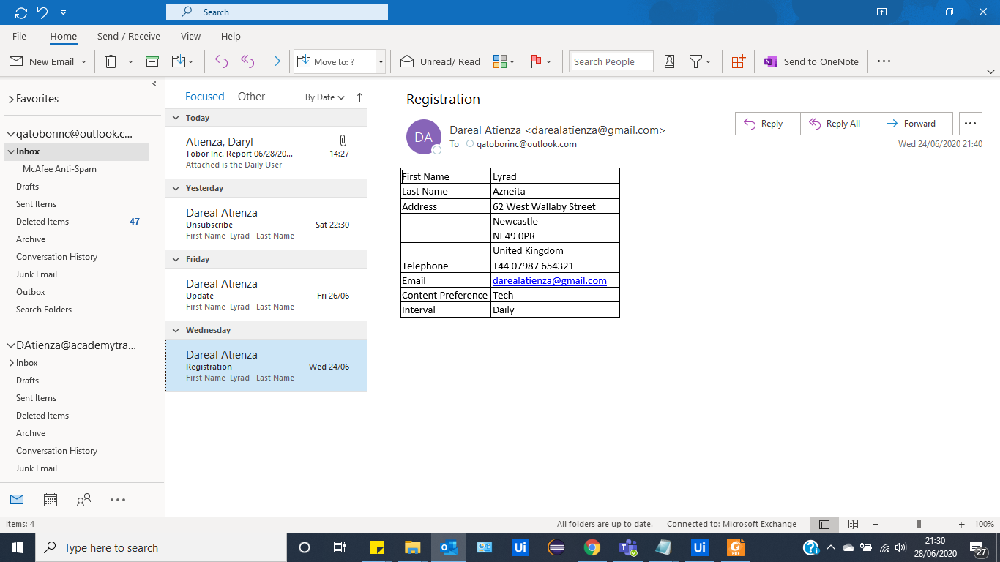 Search
File Home Send / Receive View Help
New Email Move to: ? Unread/ Read Search People Send to OneNote
Favorites
qatoborinc@outlook.c...
Inbox
McAfee Anti-Spam
Drafts
Sent Items
Deleted Items 47
Archive
Conversation History
Junk Email
Outbox
Search Folders
DAtienza@academytra...
Inbox
Drafts
Sent Items
Deleted Items
Archive
Conversation History
Junk Email
Focused Other By Date
Today
Atienza, Daryl
Tobor Inc. Report 06/28/20... 14:27
Attached is the Daily User
Yesterday
Dareal Atienza
Unsubscribe Sat 22:30
First Name Lyrad Last Name
Friday
Dareal Atienza
Update Fri 26/06
First Name Lyrad Last Name
Wednesday
Dareal Atienza
Registration Wed 24/06
First Name Lyrad Last Name
Registration
DA
Dareal Atienza <darealatienza@gmail.com>
To qatoborinc@outlook.com
Reply Reply All Forward
Wed 24/06/2020 21:40
First Name Lyrad
Last Name Azneita
Address 62 West Wallaby Street
Newcastle
NE49 0PR
United Kingdom
Telephone +44 07987 654321
Email darealatienza@gmail.com
Content Preference Tech
Interval Daily
Items: 4 All folders are up to date. Connected to: Microsoft Exchange 100%
Type here to search
Ui
Ui
PDF
21:30
28/06/2020
27